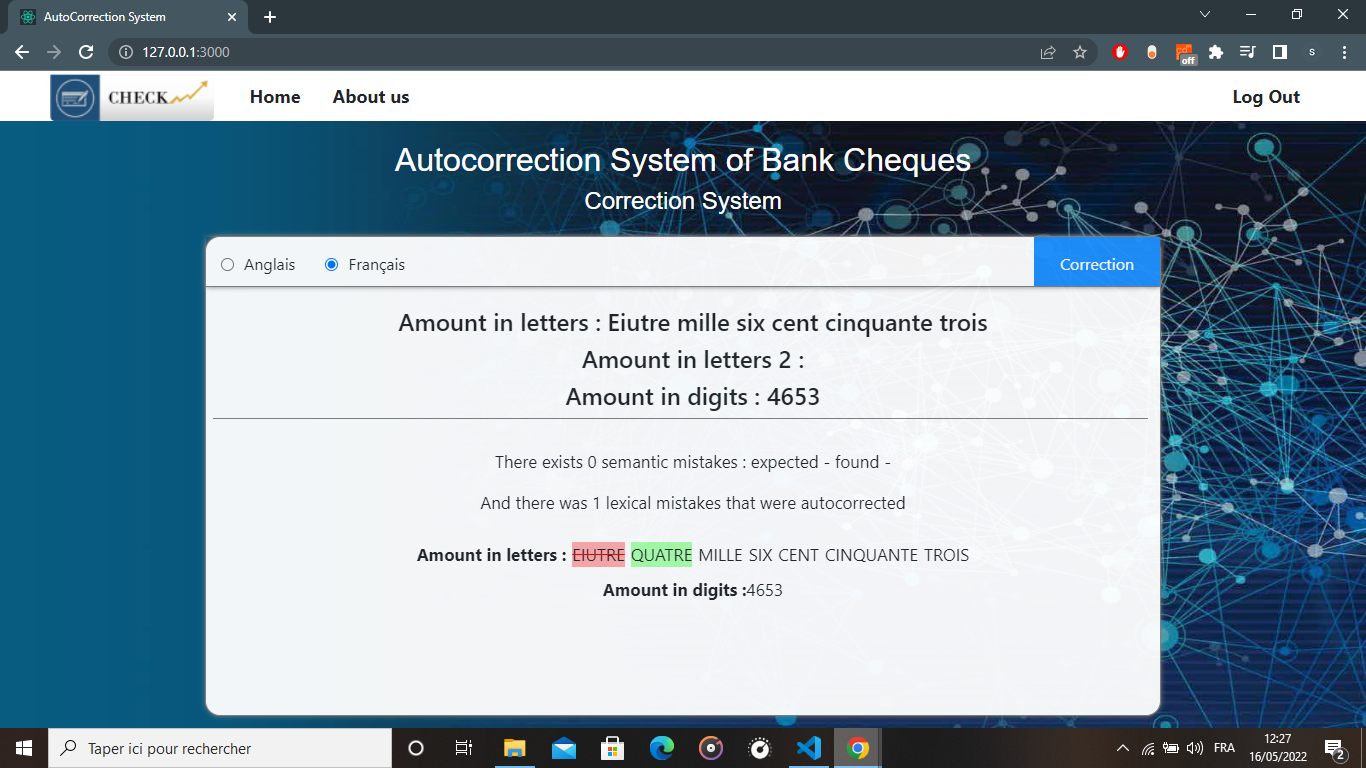 AutoCorrection System
127.0.0.1:3000
off
s
CHECK
Home
About us
Log Out
Autocorrection System of Bank Cheques
Correction System
Anglais
Français
Correction
Amount in letters : Eiutre mille six cent cinquante trois
Amount in letters 2 :
Amount in digits : 4653
There exists 0 semantic mistakes : expected - found -
And there was 1 lexical mistakes that were autocorrected
Amount in letters : EIUTRE QUATRE MILLE SIX CENT CINQUANTE TROIS
Amount in digits :4653
Taper ici pour rechercher
FRA
12:27
16/05/2022
2